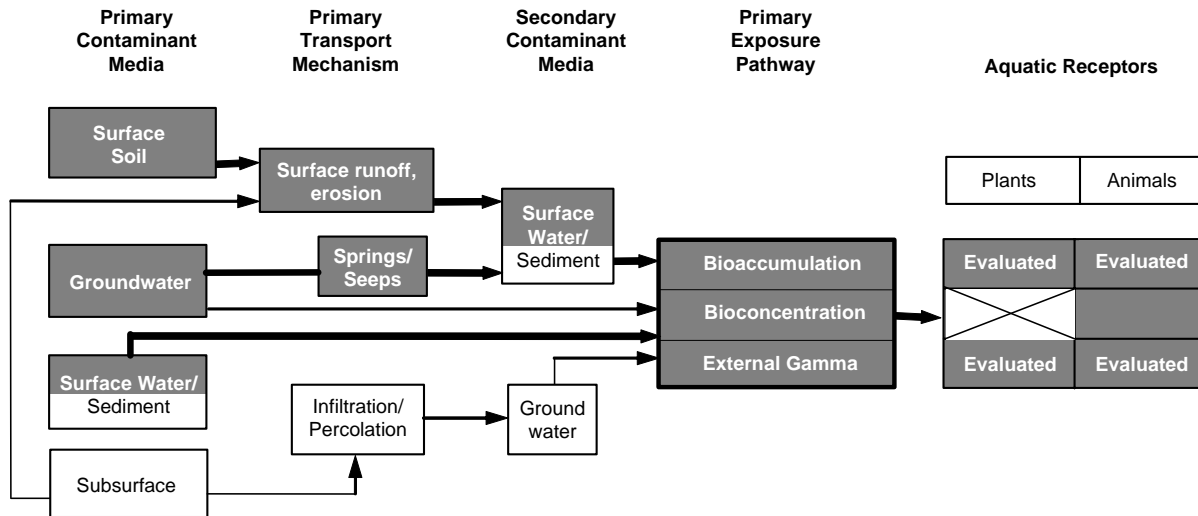 Primary
Contaminant
Media
Primary
Transport
Mechanism
Secondary
Contaminant
Media
Primary
Exposure
Pathway
Aquatic Receptors
Surface
Soil
Surface runoff,
erosion
Plants
Animals
Surface
Water/
Sediment
Groundwater
Springs/
Seeps
Bioaccumulation
Bioconcentration
External Gamma
Evaluated
Evaluated
Evaluated
Evaluated
Surface Water/
Sediment
Infiltration/
Percolation
Ground
water
Subsurface